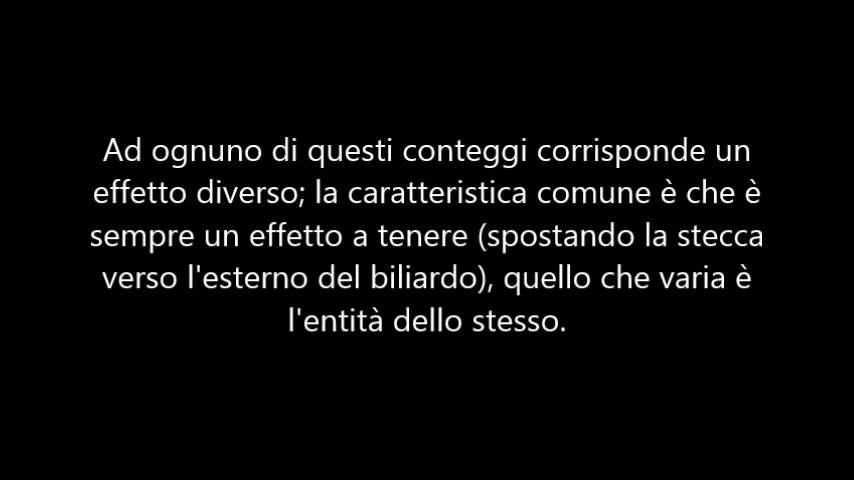 Ad ognuno di questi conteggi corrisponde un
effetto diverso; la caratteristica comune è che è
sempre un effetto a tenere (spostando la stecca
verso l'esterno del biliardo), quello che varia è
l'entità dello stesso.